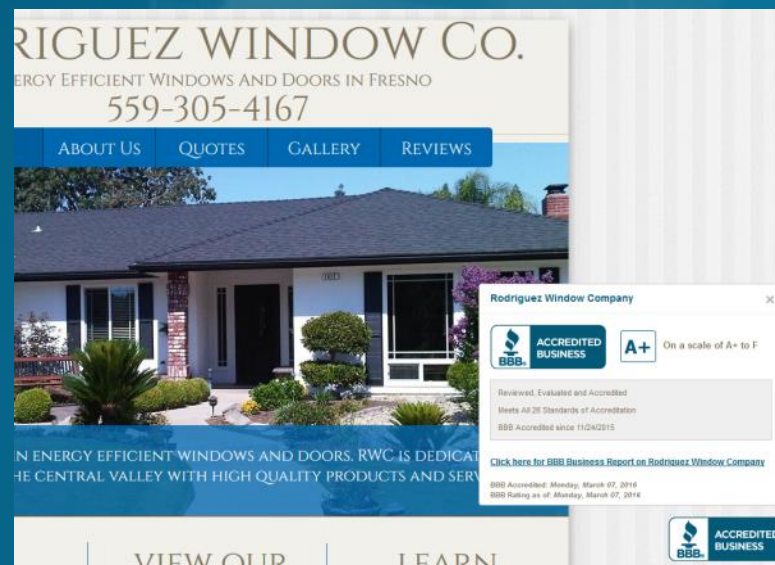 RIGUEZ WINDOW CO.
ERGY EFFICIENT WINDOWS AND DOORS IN FRESNO
559-305-4167
ABOUT US QUOTES GALLERY REVIEWS
Rodriguez Window Company ×
BBB. ACCREDITED BUSINESS A+ On a scale of A+ to F
Reviewed, Evaluated and Accredited
Meets All 26 Standards of Accreditation
BBB Accredited since 11/24/2015
Click here for BBB Business Report on Rodriguez Window Company
BBB Accredited: Monday, March 07, 2016
BBB Rating as of: Monday, March 07, 2016
IN ENERGY EFFICIENT WINDOWS AND DOORS. RWC IS DEDICAT
HE CENTRAL VALLEY WITH HIGH QUALITY PRODUCTS AND SERV
VIEW OUR LEARN
BBB. ACCREDITED
BUSINESS